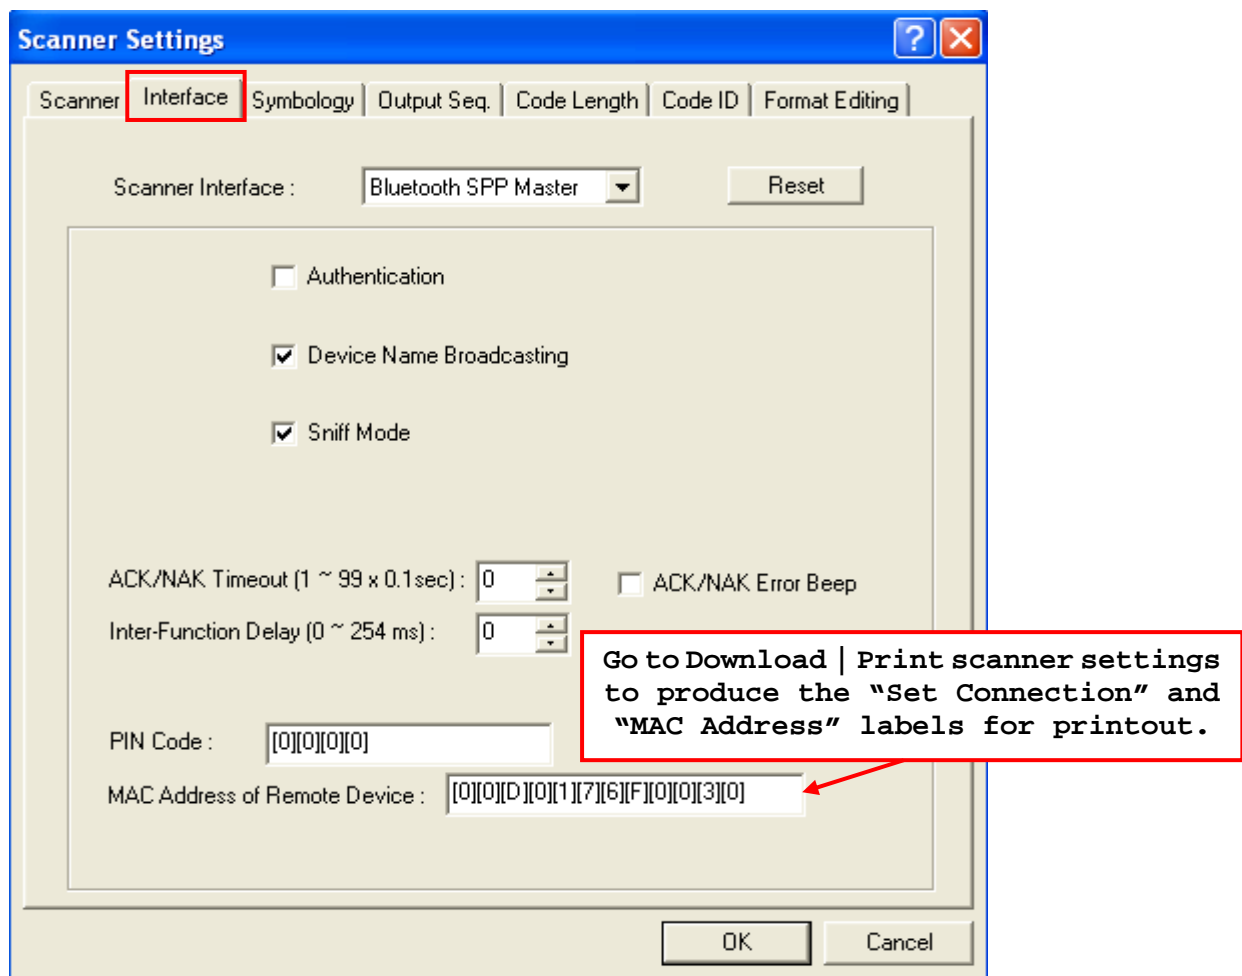 Scanner Settings
Scanner Interface Symbology Output Seq. Code Length Code ID Format Editing
Scanner Interface : Bluetooth SPP Master Reset
Authentication
Device Name Broadcasting
Sniff Mode
ACK/NAK Timeout (1 ~ 99 x 0.1sec) : 0 ACK/NAK Error Beep
Inter-Function Delay (0 ~ 254 ms) : 0
Go to Download | Print scanner settings
to produce the “Set Connection” and
“MAC Address” labels for printout.
PIN Code : [0][0][0][0]
MAC Address of Remote Device : [0][0][D][0][1][7][6][F][0][0][3][0]
OK Cancel